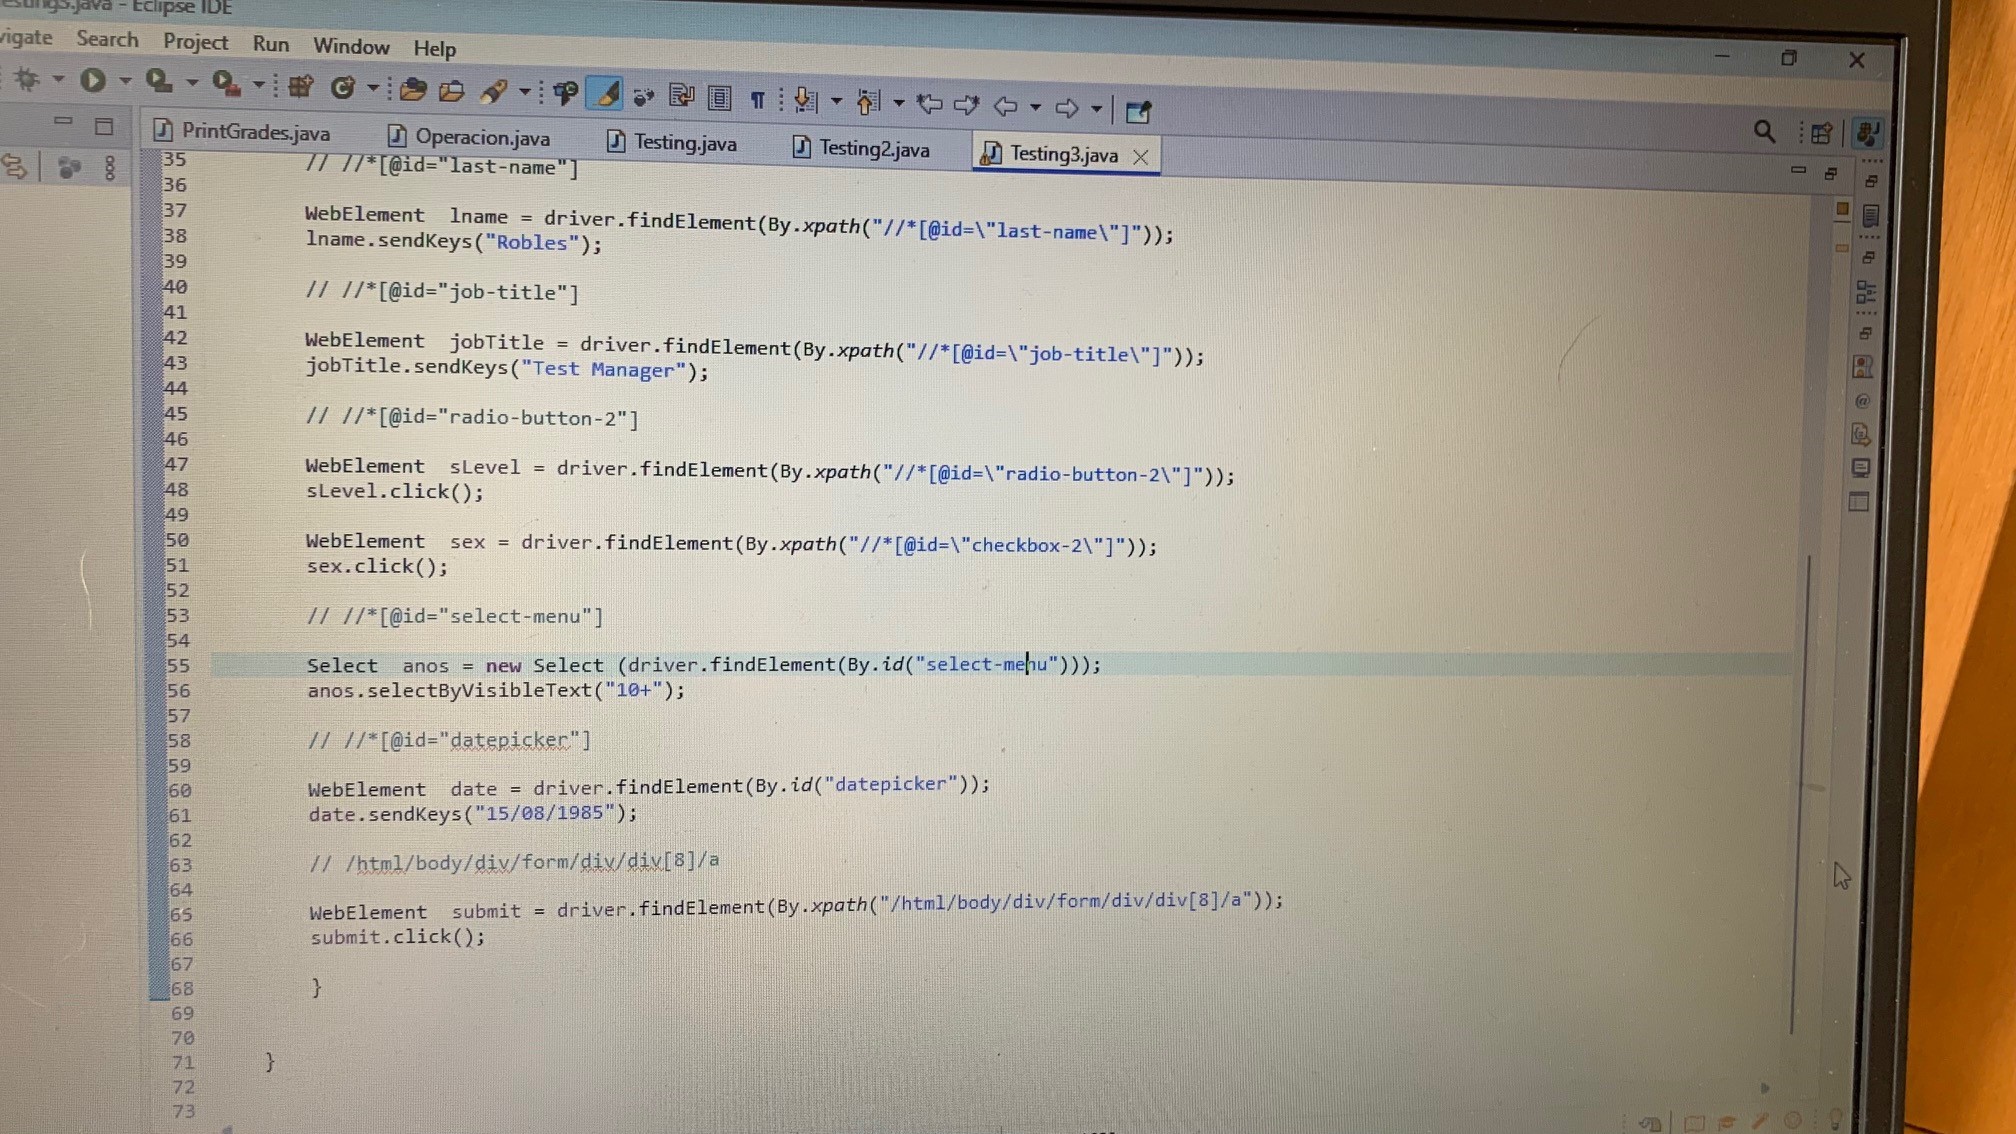 - Eclipse IDE
Search Project Run Window Help
PrintGrades.java Operacion.java Testing.java Testing2.java Testing3.java
35 // //*[@id="last-name"]
36
37 WebElement lname = driver.findElement(By.xpath("//*[@id=\"last-name\"]"));
38 lname.sendKeys("Robles");
39
40 // //*[@id="job-title"]
41
42 WebElement jobTitle = driver.findElement(By.xpath("//*[@id=\"job-title\"]"));
43 jobTitle.sendKeys("Test Manager");
44
45 // //*[@id="radio-button-2"]
46
47 WebElement sLevel = driver.findElement(By.xpath("//*[@id=\"radio-button-2\"]"));
48 sLevel.click();
49
50 WebElement sex = driver.findElement(By.xpath("//*[@id=\"checkbox-2\"]"));
51 sex.click();
52
53 // //*[@id="select-menu"]
54
55 Select anos = new Select (driver.findElement(By.id("select-menu")));
56 anos.selectByVisibleText("10+");
57
58 // //*[@id="datepicker"]
59
60 WebElement date = driver.findElement(By.id("datepicker"));
61 date.sendKeys("15/08/1985");
62
63 // /html/body/div/form/div/div[8]/a
64
65 WebElement submit = driver.findElement(By.xpath("/html/body/div/form/div/div[8]/a"));
66 submit.click();
67
68 }
69
70
71 }
72
73